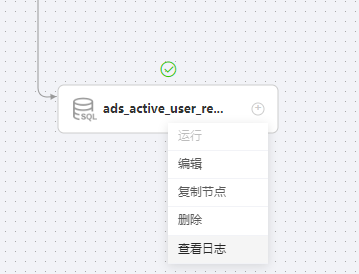 SQL
ads_active_user_re...
运行
编辑
复制节点
删除
查看日志